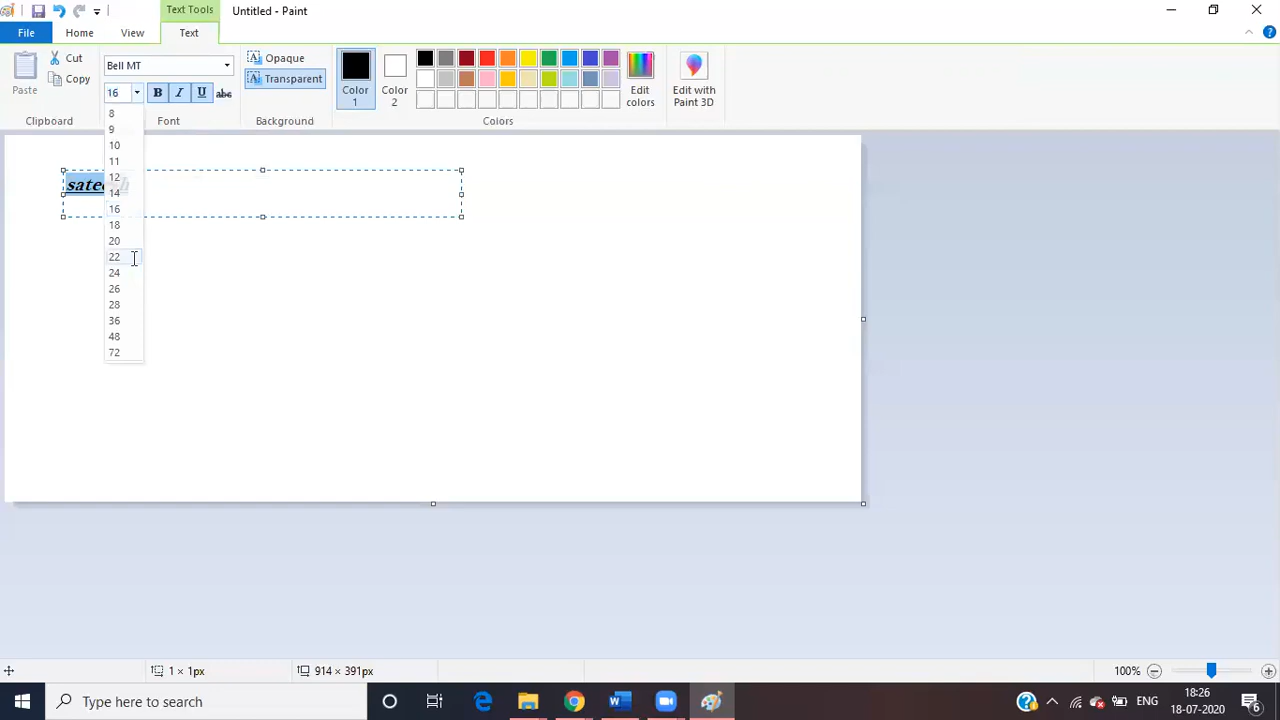 Text Tools
Untitled - Paint
File
Home
View
Text
Paste
Cut
Copy
Clipboard
Bell MT
16
B
I
U
abc
Font
Opaque
Transparent
Background
Color 1
Color 2
Edit colors
Colors
Edit with Paint 3D
8
9
10
11
12
14
16
18
20
22
24
26
28
36
48
72
1 × 1px
914 × 391px
100%
Type here to search
ENG
18:26
18-07-2020
6